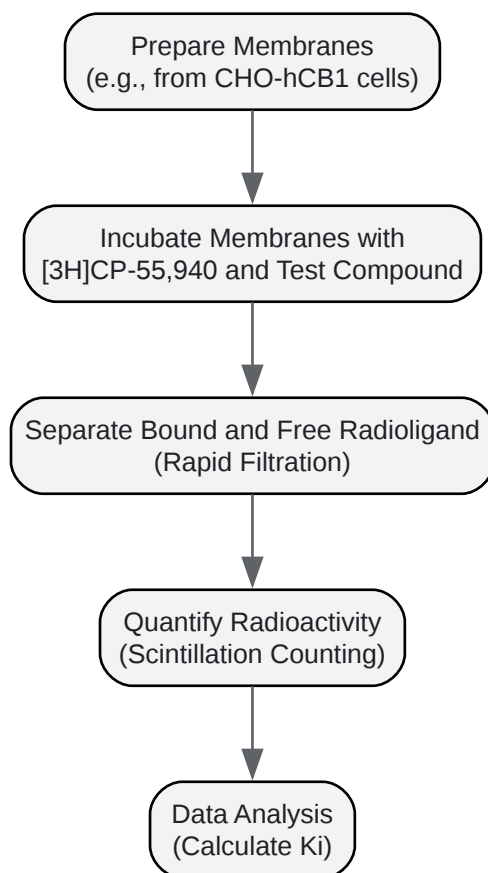 Prepare Membranes
(e.g., from CHO-hCB1 cells)
Incubate Membranes with
[3H]CP-55,940 and Test Compound
Separate Bound and Free Radioligand
(Rapid Filtration)
Quantify Radioactivity
(Scintillation Counting)
Data Analysis
(Calculate Ki)